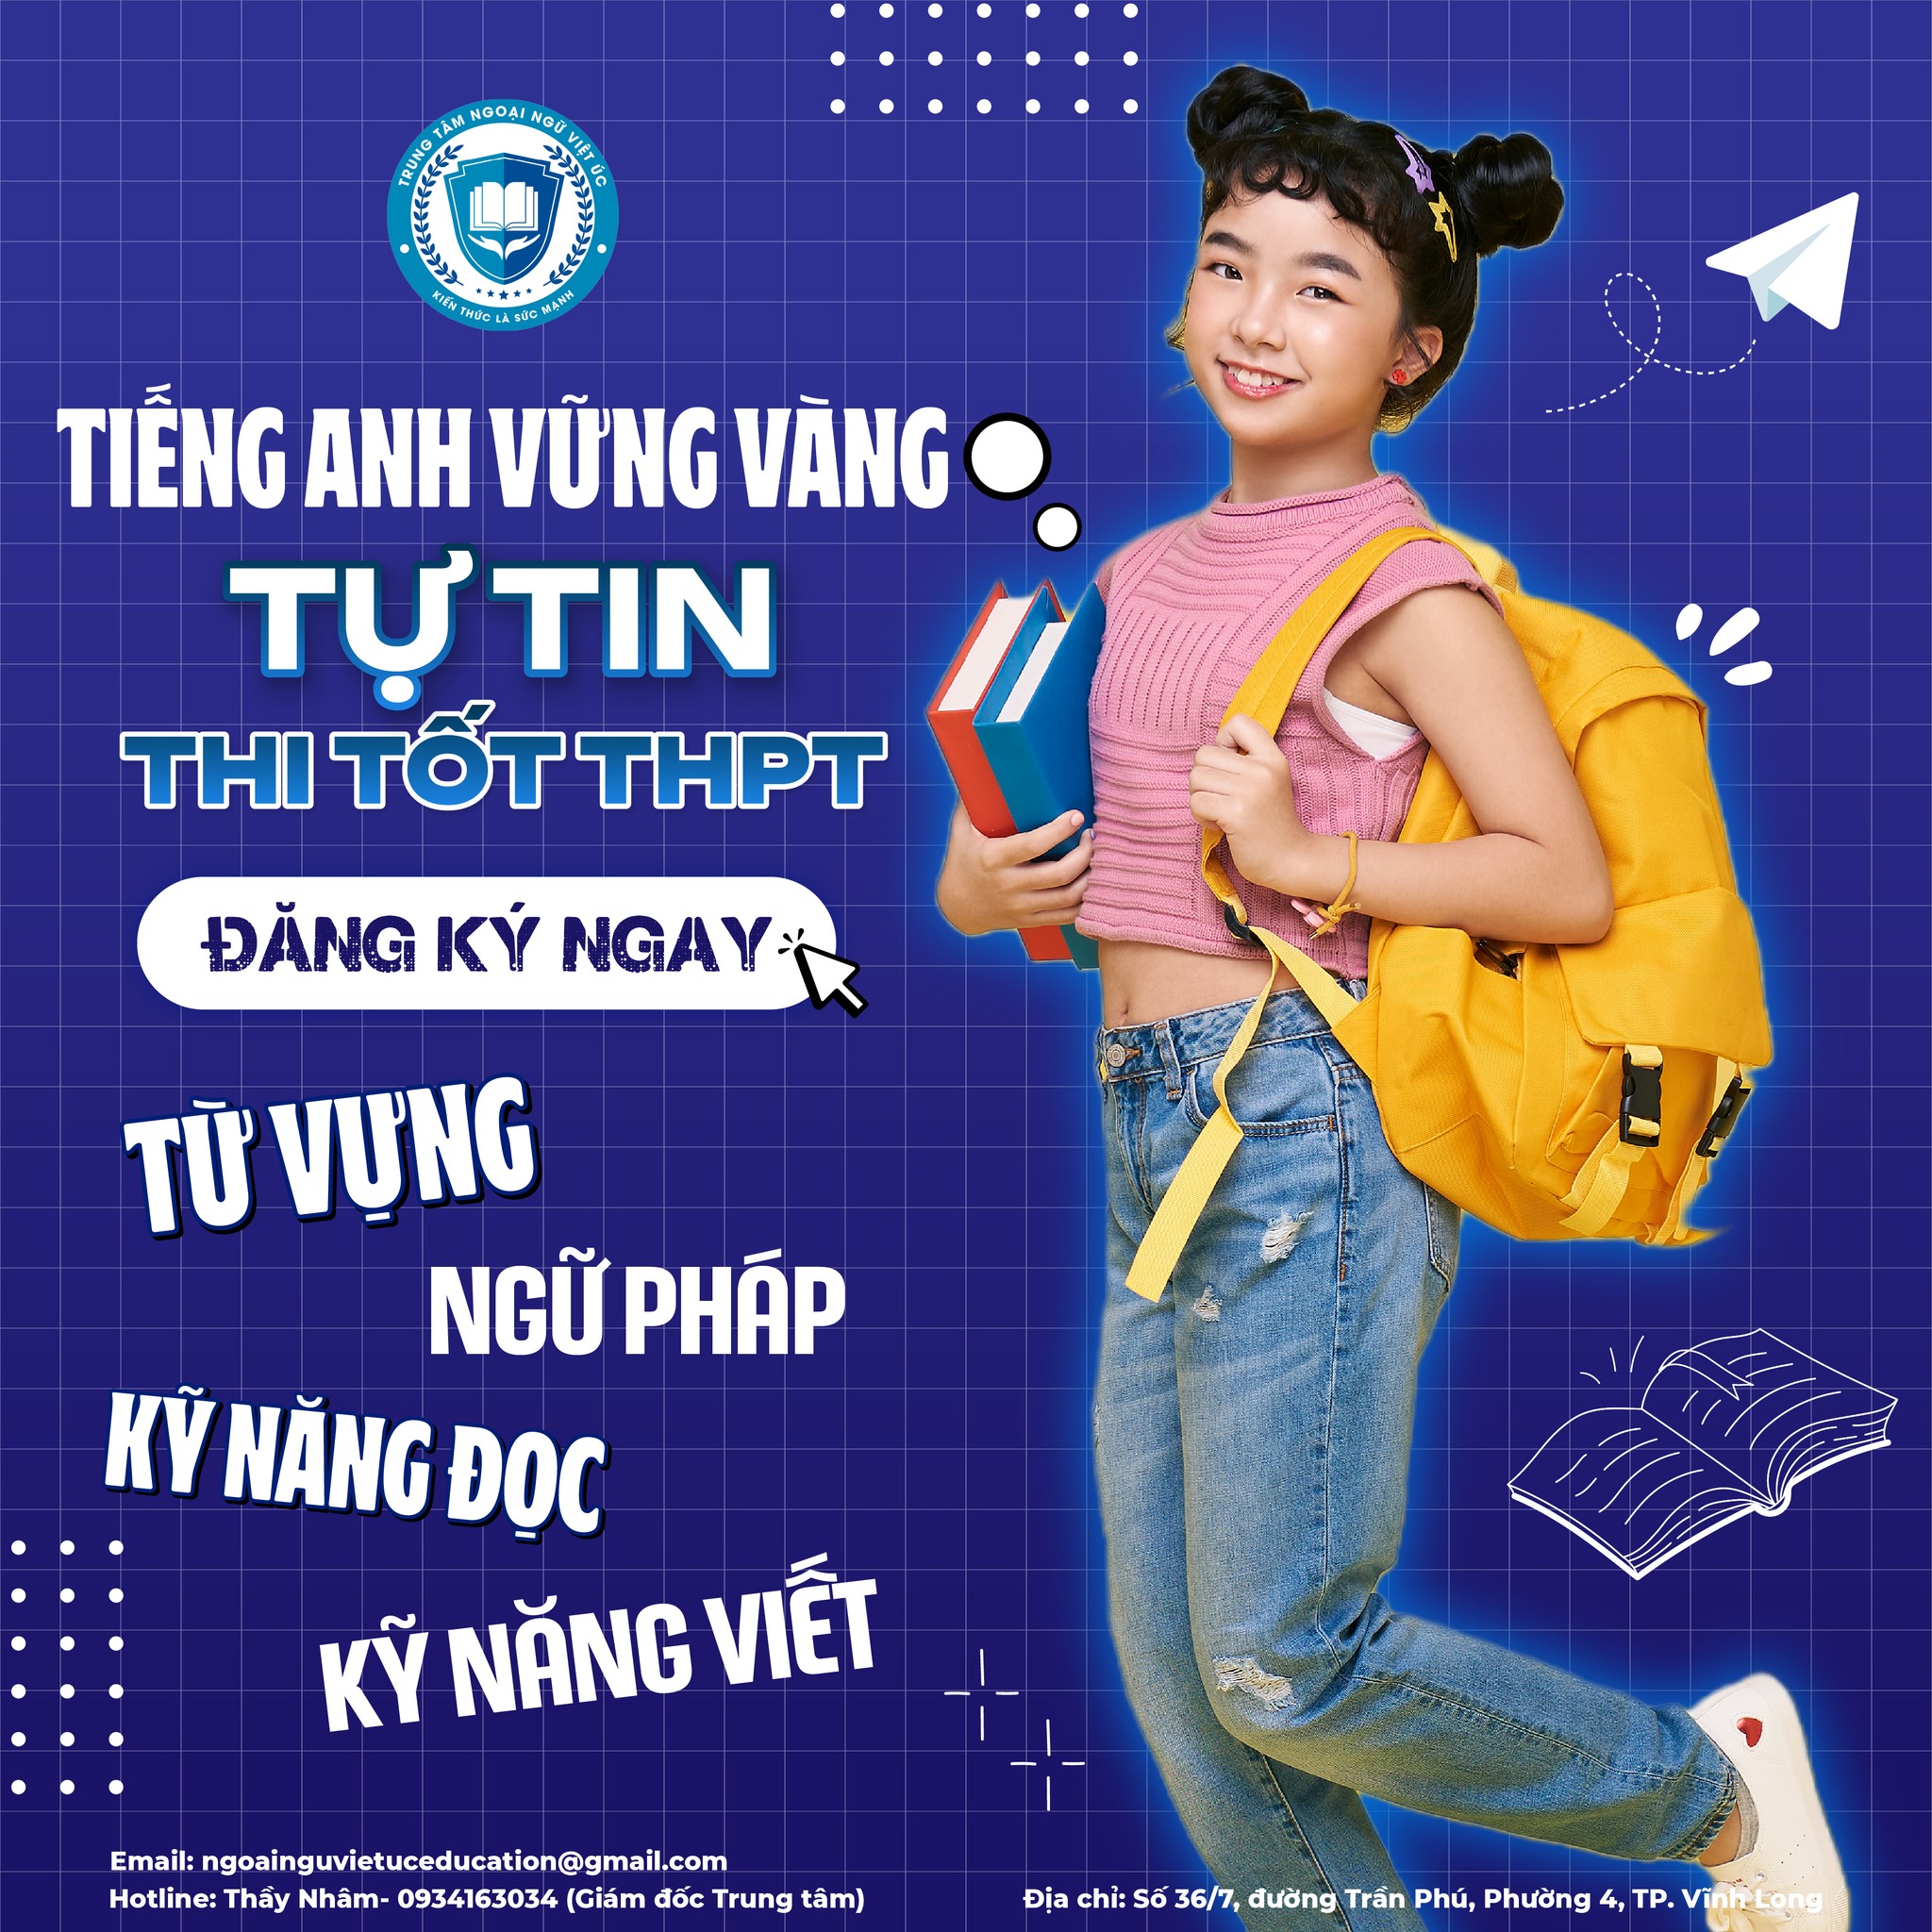 TRUNG TÂM NGOẠI NGỮ VIỆT ÚC
KIẾN THỨC LÀ SỨC MẠNH
TIẾNG ANH VỮNG VÀNG
TỰ TIN
THI TỐT THPT
ĐĂNG KÝ NGAY
TỪ VỰNG
NGỮ PHÁP
KỸ NĂNG ĐỌC
KỸ NĂNG VIẾT
Email: ngoainguvietuceducation@gmail.com
Hotline: Thầy Nhâm- 0934163034 (Giám đốc Trung tâm)
Địa chỉ: Số 36/7, đường Trần Phú, Phường 4, TP. Vĩnh Long